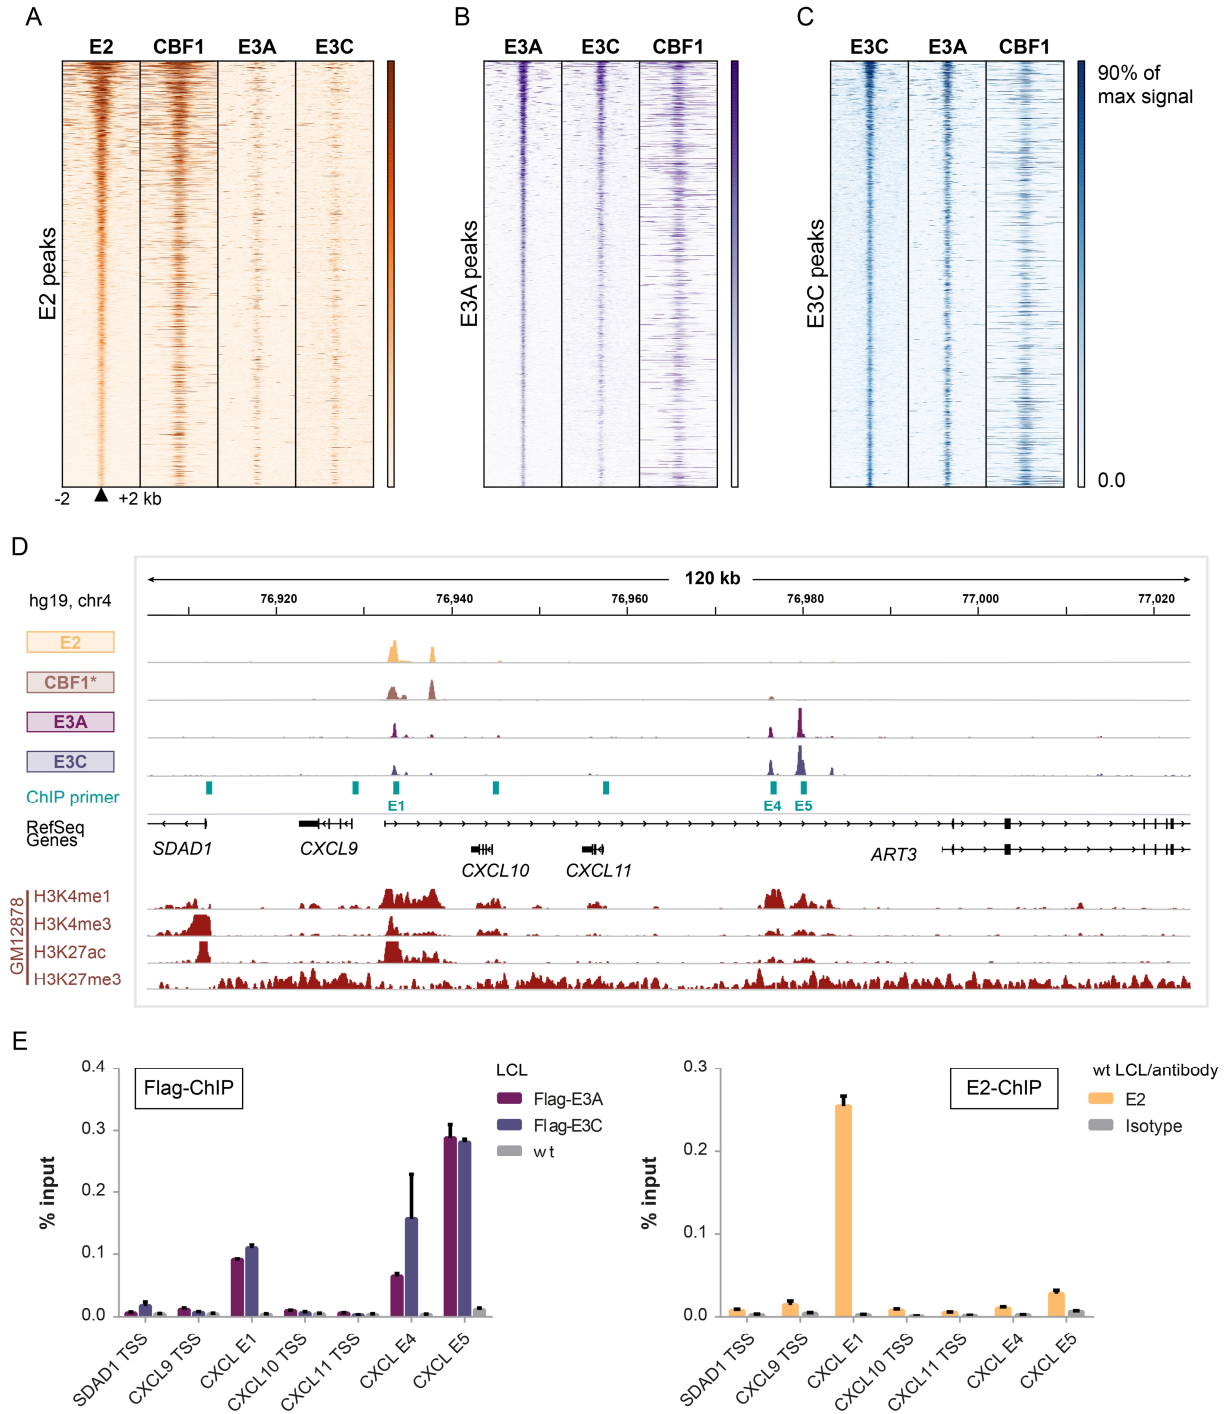 A
B
C
E2 CBF1 E3A E3C
E3A E3C CBF1
E3C E3A CBF1
90% of
max signal
E2 peaks
E3A peaks
E3C peaks
0.0
-2 +2 kb
D
120 kb
hg19, chr4
76,920 76,940 76,960 76,980 77,000 77,020
E2
CBF1*
E3A
E3C
ChIP primer
E1 E4 E5
RefSeq
Genes
SDAD1 CXCL9 CXCL10 CXCL11 ART3
GM12878
H3K4me1
H3K4me3
H3K27ac
H3K27me3
E
Flag-ChIP
% input
0.4
0.3
0.2
0.1
0.0
LCL
Flag-E3A
Flag-E3C
wt
SDAD1 TSS
CXCL9 TSS
CXCL E1
CXCL10 TSS
CXCL11 TSS
CXCL E4
CXCL E5
E2-ChIP
% input
0.3
0.2
0.1
0.0
wt LCL/antibody
E2
Isotype
SDAD1 TSS
CXCL9 TSS
CXCL E1
CXCL10 TSS
CXCL11 TSS
CXCL E4
CXCL E5